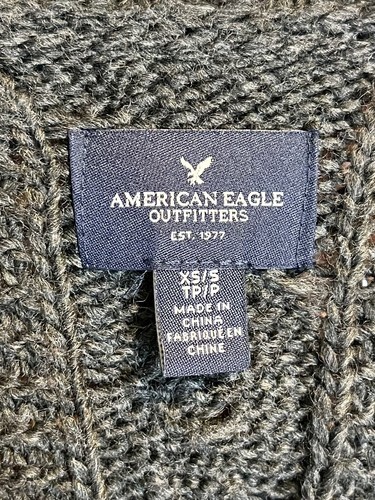 AMERICAN EAGLE
OUTFITTERS
EST. 1977
XS/S
TP/P
MADE IN
CHINA
FABRIQUÉ EN
CHINE